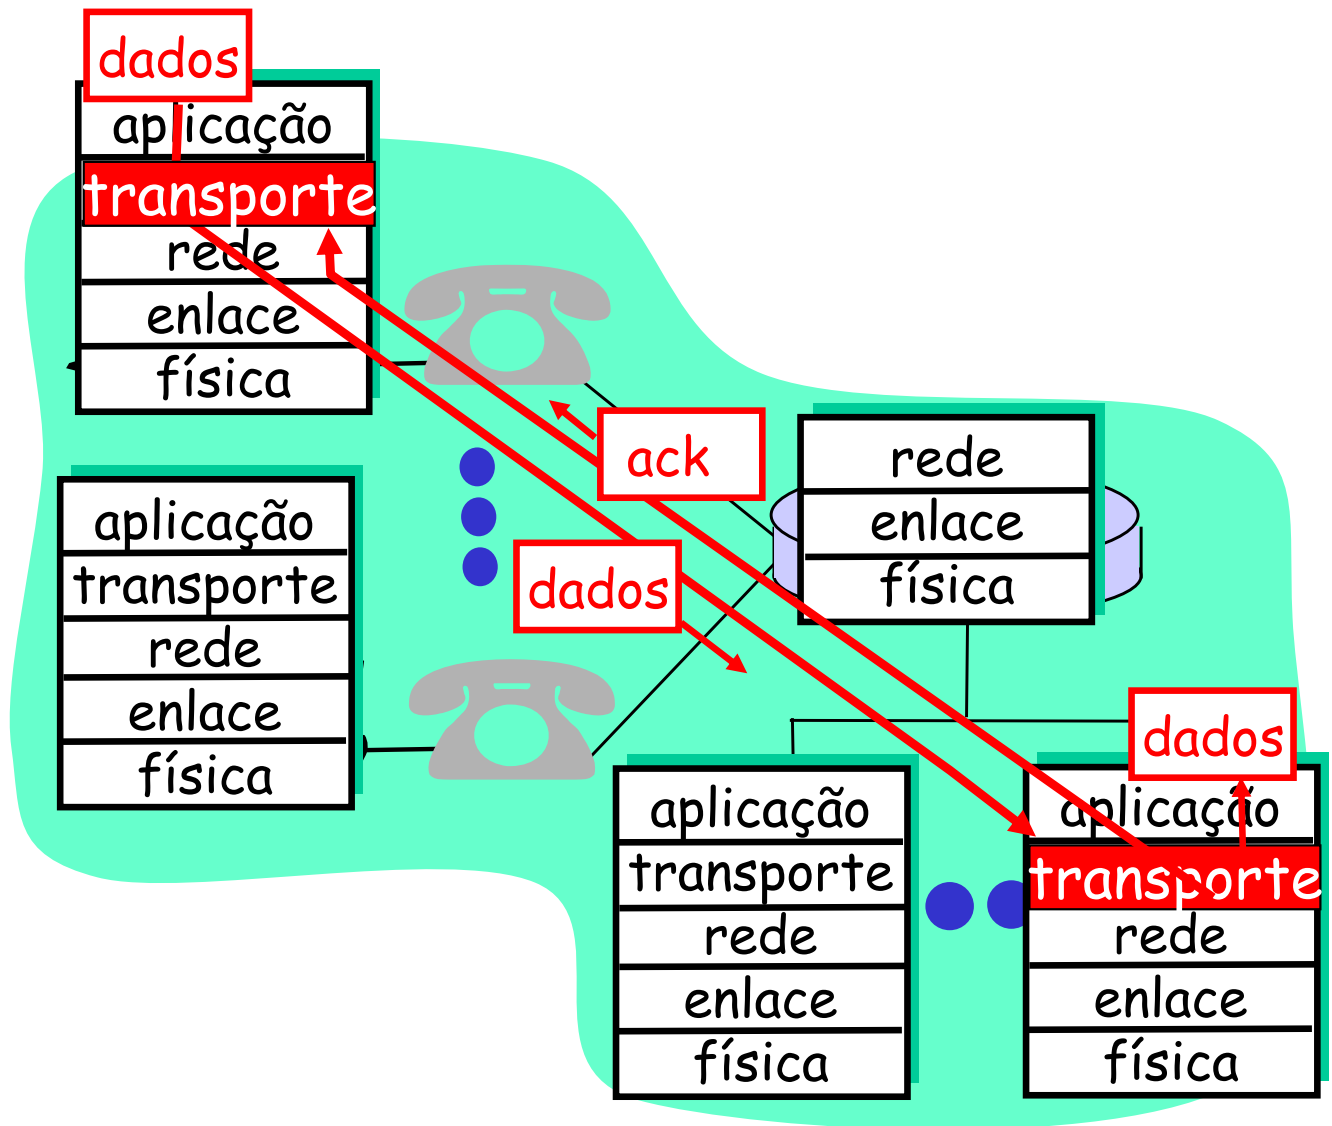 dados
aplicação
transporte
rede
enlace
física
aplicação
transporte
rede
enlace
física
ack
dados
rede
enlace
física
aplicação
transporte
rede
enlace
física
dados
aplicação
transporte
rede
enlace
física